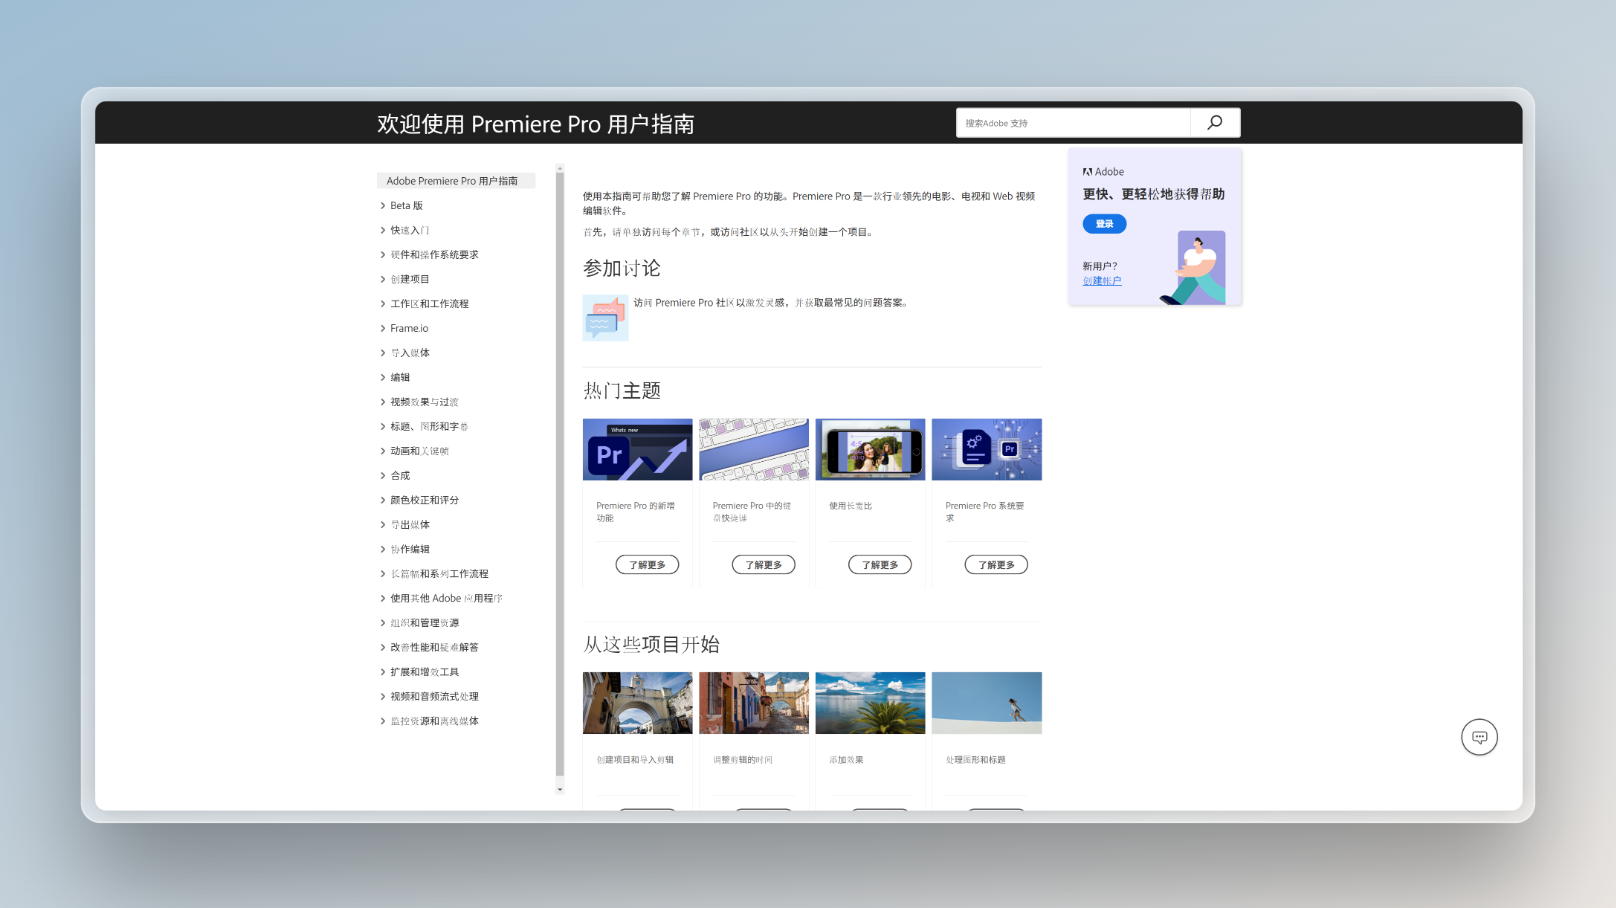 欢迎使用 Premiere Pro 用户指南
搜索Adobe 支持
Adobe Premiere Pro 用户指南
Beta 版
快速入门
硬件和操作系统要求
创建项目
工作区和工作流程
Frame.io
导入媒体
编辑
视频效果与过渡
标题、图形和字幕
动画和关键帧
合成
颜色校正和评分
导出媒体
协作编辑
长篇幅和系列工作流程
使用其他 Adobe 应用程序
组织和管理资源
改善性能和疑难解答
扩展和增效工具
视频和音频流式处理
监控资源和离线媒体
使用本指南可帮助您了解 Premiere Pro 的功能。Premiere Pro 是一款行业领先的电影、电视和 Web 视频
编辑软件。
首先，请单独访问每个章节，或访问社区以从头开始创建一个项目。
参加讨论
访问 Premiere Pro 社区以激发灵感，并获取最常见的问题答案。
热门主题
Whats new
Pr
Pr
Premiere Pro 的新增
功能
Premiere Pro 中的键
盘快捷键
使用长宽比
Premiere Pro 系统要
求
了解更多
了解更多
了解更多
了解更多
从这些项目开始
创建项目和导入剪辑
调整剪辑的时间
添加效果
处理图形和标题
Adobe
更快、更轻松地获得帮助
登录
新用户？
创建帐户